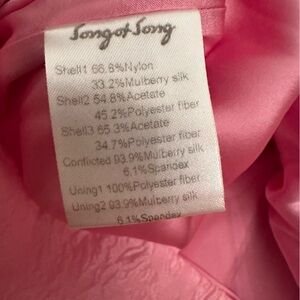 Song of Song
Shell1 66.8%Nylon
33.2%Mulberry silk
Shell2 54.8%Acetate
45.2%Polyester fiber
Shell3 65.3%Acetate
34.7%Polyester fiber
Conflicted 93.9%Mulberry silk
6.1%Spandex
Uning1 100%Polyester fiber
Uning2 93.9%Mulberry silk
6.1%Spandex